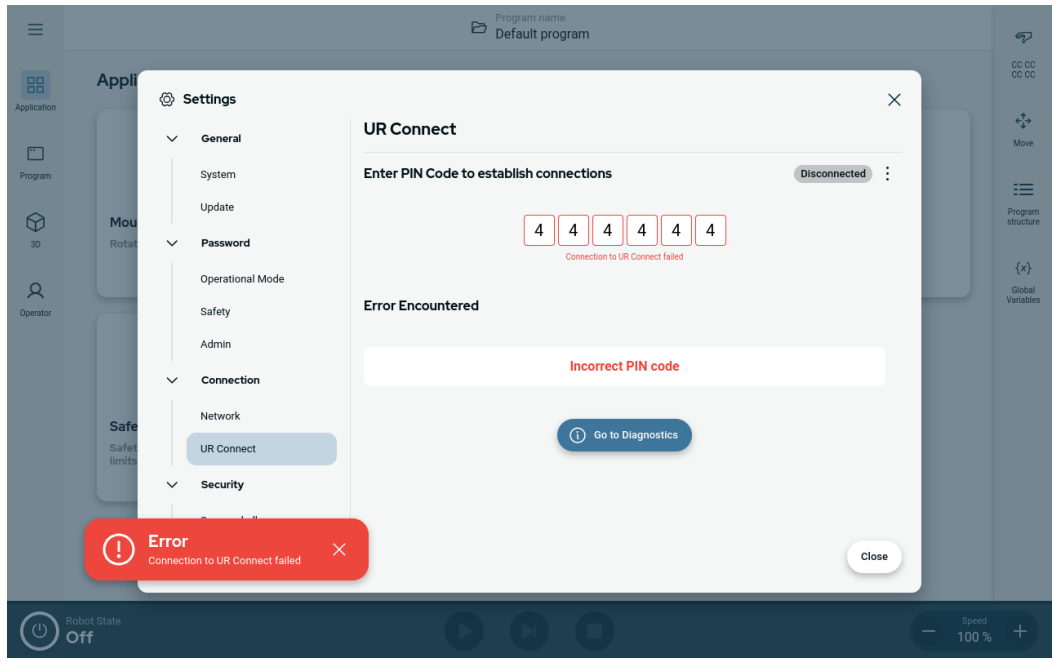 Program name
Default program
Application
Program
3D
Operator
Appli
Mou
Rotat
Safe
Safet
limits
Settings
General
System
Update
Password
Operational Mode
Safety
Admin
Connection
Network
UR Connect
Security
UR Connect
Enter PIN Code to establish connections
Disconnected
4 4 4 4 4 4
Connection to UR Connect failed
Error Encountered
Incorrect PIN code
Go to Diagnostics
Close
Error
Connection to UR Connect failed
CC CC
CC CC
Move
Program
structure
{x}
Global
Variables
Robot State
Off
Speed
100 %